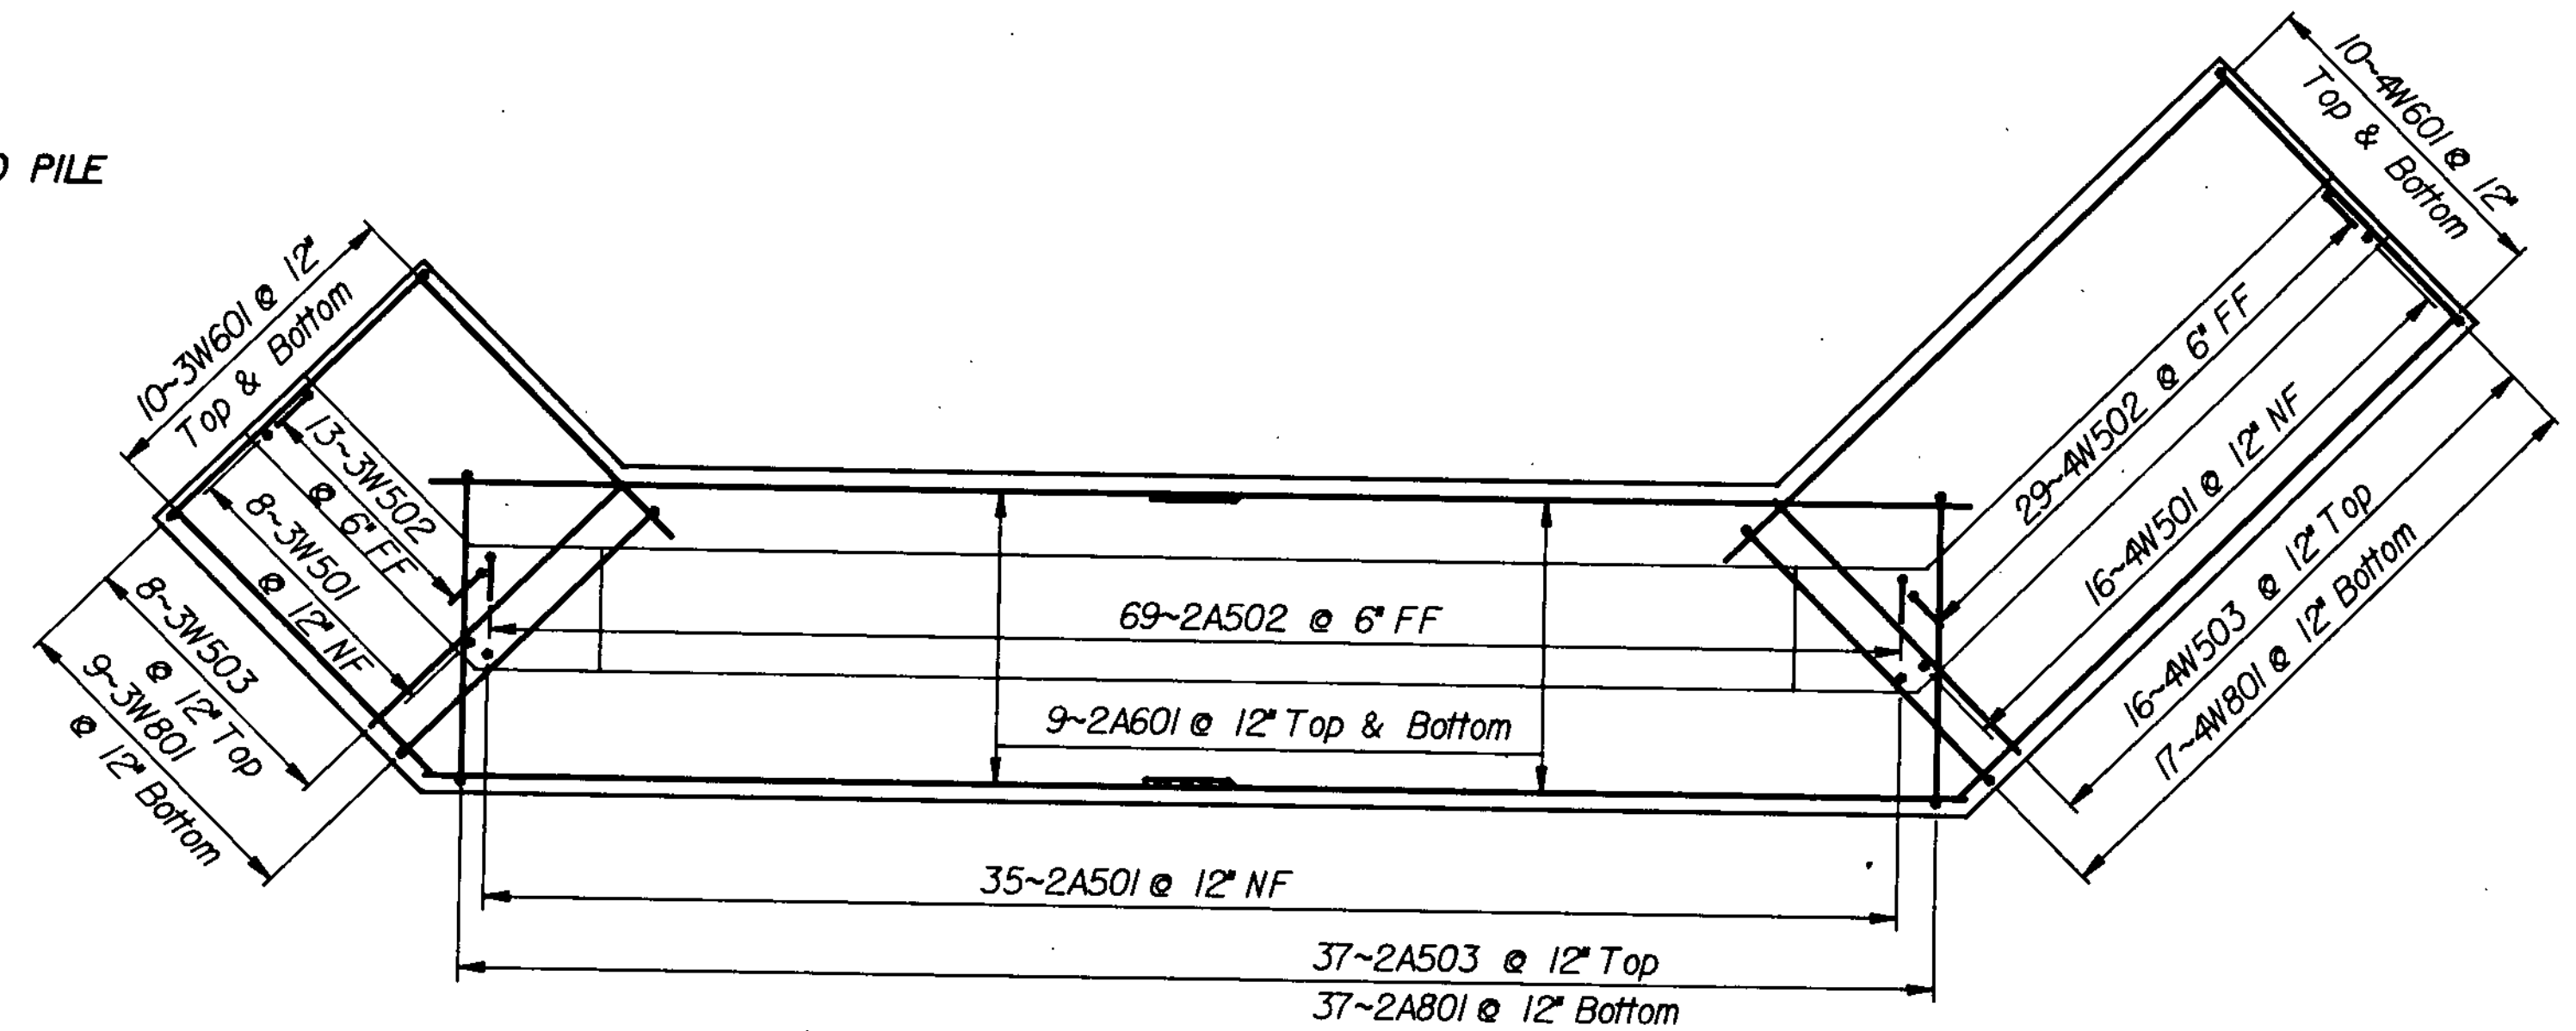 PILE
10~3W601 @ 12"
Top & Bottom
13~3W502
@ 6" FF
8~3W501
@ 12" NF
8~3W503
@ 12" Top
9~3W801
@ 12" Bottom
69~2A502 @ 6" FF
9~2A601 @ 12" Top & Bottom
35~2A501 @ 12" NF
37~2A503 @ 12" Top
37~2A801 @ 12" Bottom
10~4W601 @ 12"
Top & Bottom
29~4W502 @ 6" FF
16~4W501 @ 12" NF
16~4W503 @ 12" Top
17~4W801 @ 12" Bottom